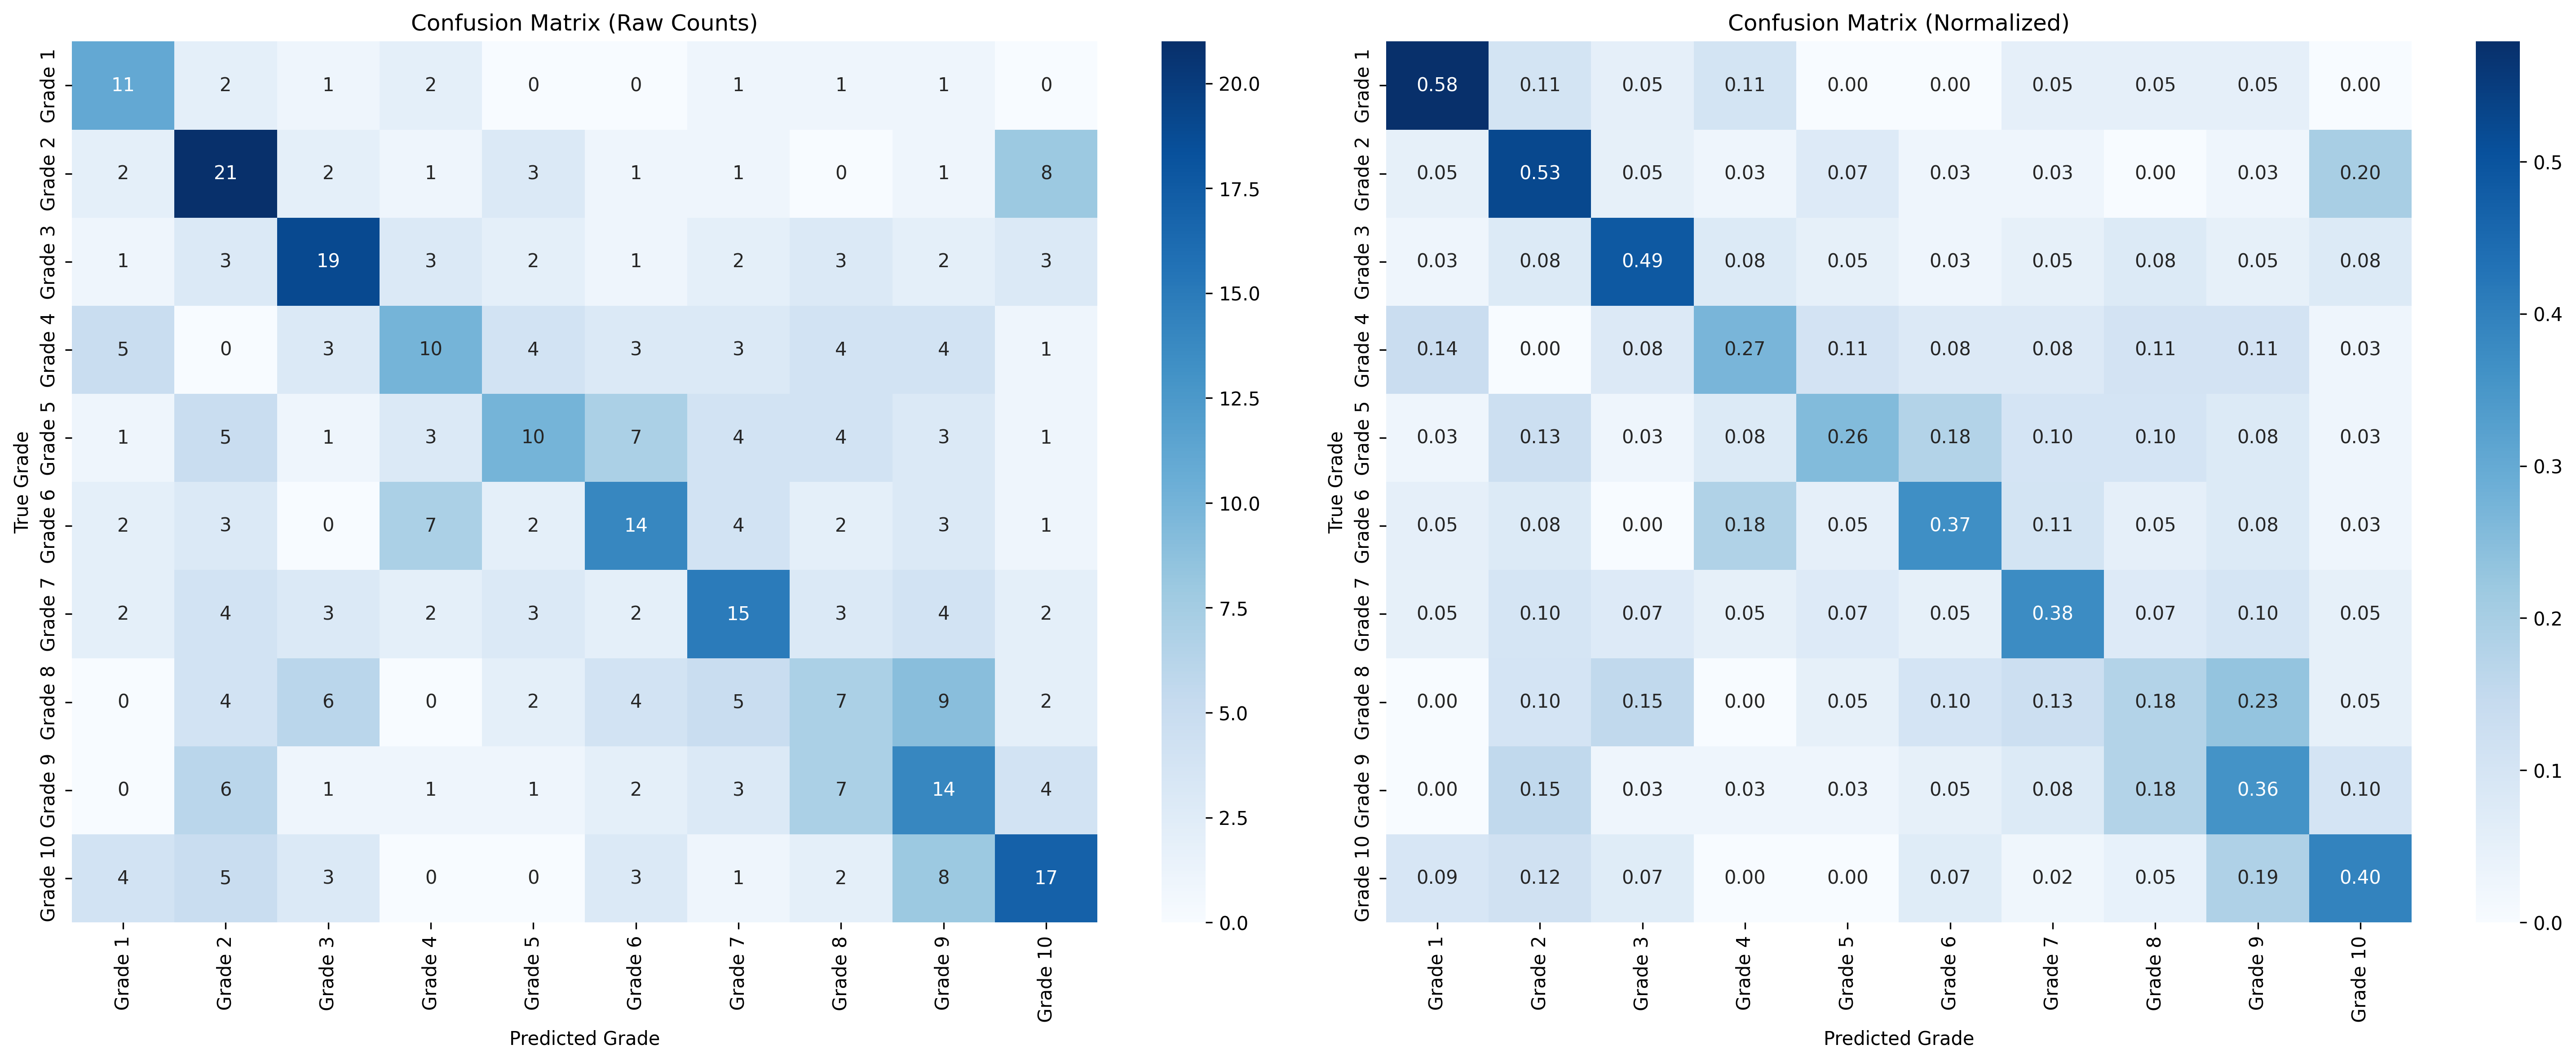 Confusion Matrix (Raw Counts)
True Grade
Grade 1 11 2 1 2 0 0 1 1 1 0
Grade 2 2 21 2 1 3 1 1 0 1 8
Grade 3 1 3 19 3 2 1 2 3 2 3
Grade 4 5 0 3 10 4 3 3 4 4 1
Grade 5 1 5 1 3 10 7 4 4 3 1
Grade 6 2 3 0 7 2 14 4 2 3 1
Grade 7 2 4 3 2 3 2 15 3 4 2
Grade 8 0 4 6 0 2 4 5 7 9 2
Grade 9 0 6 1 1 1 2 3 7 14 4
Grade 10 4 5 3 0 0 3 1 2 8 17
Grade 1 Grade 2 Grade 3 Grade 4 Grade 5 Grade 6 Grade 7 Grade 8 Grade 9 Grade 10
Predicted Grade
20.0
17.5
15.0
12.5
10.0
7.5
5.0
2.5
0.0
Confusion Matrix (Normalized)
True Grade
Grade 1 0.58 0.11 0.05 0.11 0.00 0.00 0.05 0.05 0.05 0.00
Grade 2 0.05 0.53 0.05 0.03 0.07 0.03 0.03 0.00 0.03 0.20
Grade 3 0.03 0.08 0.49 0.08 0.05 0.03 0.05 0.08 0.05 0.08
Grade 4 0.14 0.00 0.08 0.27 0.11 0.08 0.08 0.11 0.11 0.03
Grade 5 0.03 0.13 0.03 0.08 0.26 0.18 0.10 0.10 0.08 0.03
Grade 6 0.05 0.08 0.00 0.18 0.05 0.37 0.11 0.05 0.08 0.03
Grade 7 0.05 0.10 0.07 0.05 0.07 0.05 0.38 0.07 0.10 0.05
Grade 8 0.00 0.10 0.15 0.00 0.05 0.10 0.13 0.18 0.23 0.05
Grade 9 0.00 0.15 0.03 0.03 0.03 0.05 0.08 0.18 0.36 0.10
Grade 10 0.09 0.12 0.07 0.00 0.00 0.07 0.02 0.05 0.19 0.40
Grade 1 Grade 2 Grade 3 Grade 4 Grade 5 Grade 6 Grade 7 Grade 8 Grade 9 Grade 10
Predicted Grade
0.5
0.4
0.3
0.2
0.1
0.0